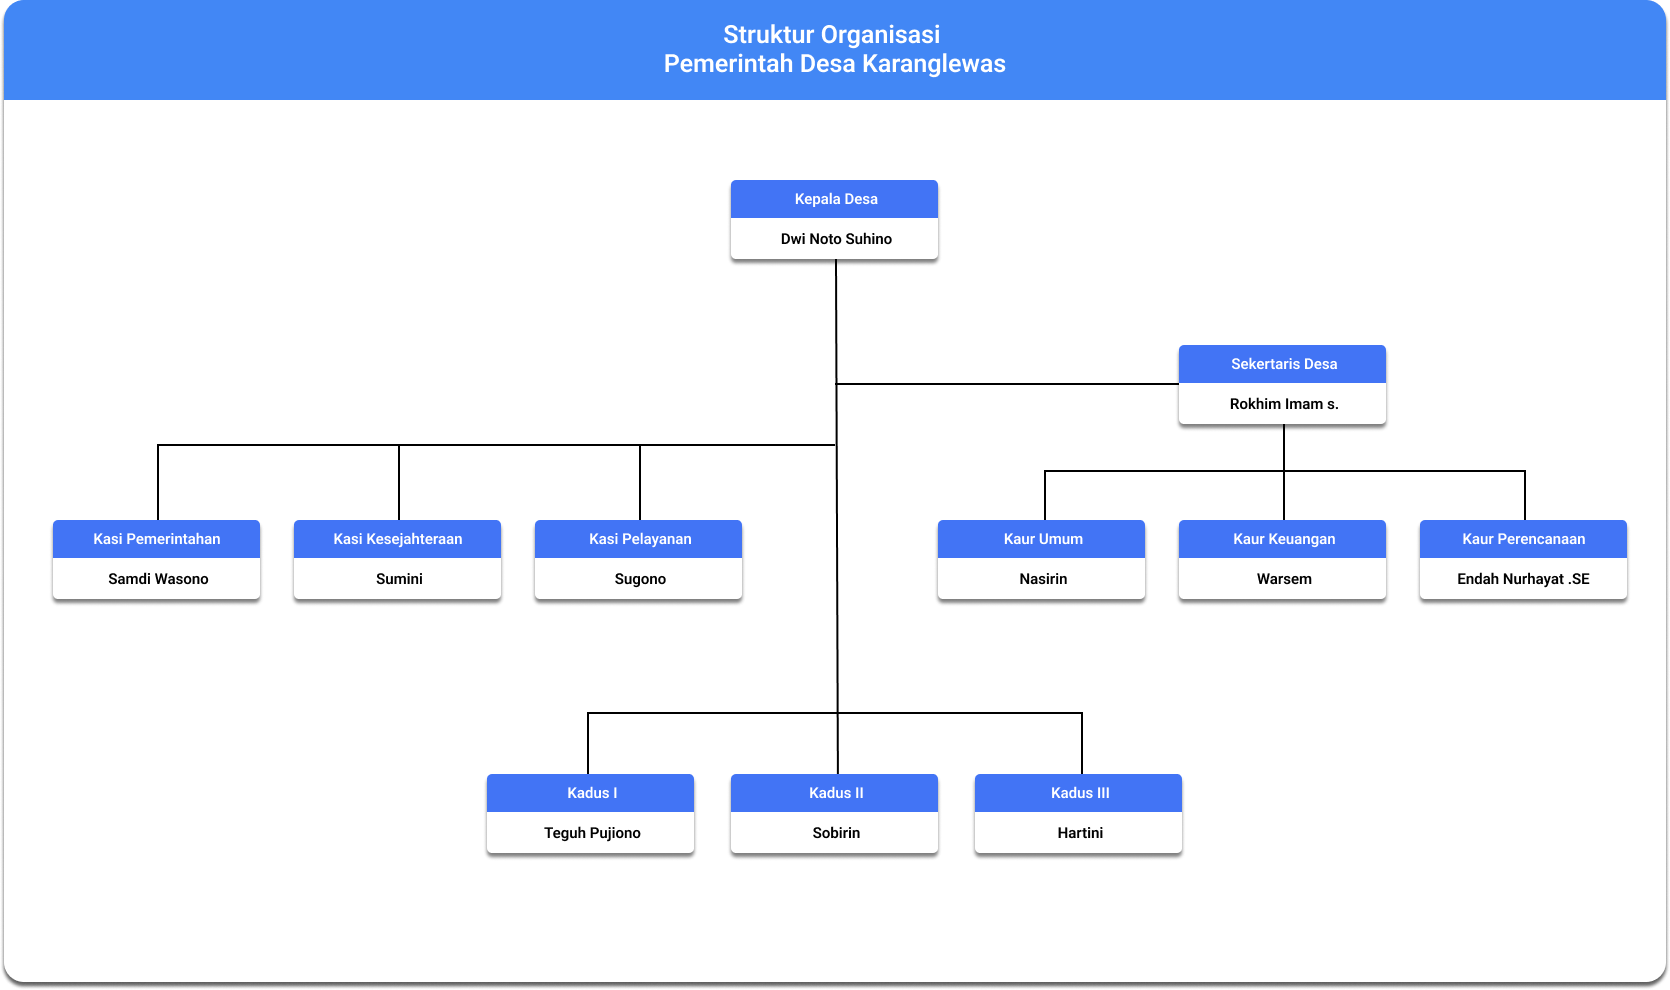 Struktur Organisasi
Pemerintah Desa Karanglewas
Kepala Desa
Dwi Noto Suhino
Sekertaris Desa
Rokhim Imam s.
Kasi Pemerintahan
Samdi Wasono
Kasi Kesejahteraan
Sumini
Kasi Pelayanan
Sugono
Kaur Umum
Nasirin
Kaur Keuangan
Warsem
Kaur Perencanaan
Endah Nurhayat .SE
Kadus I
Teguh Pujiono
Kadus II
Sobirin
Kadus III
Hartini